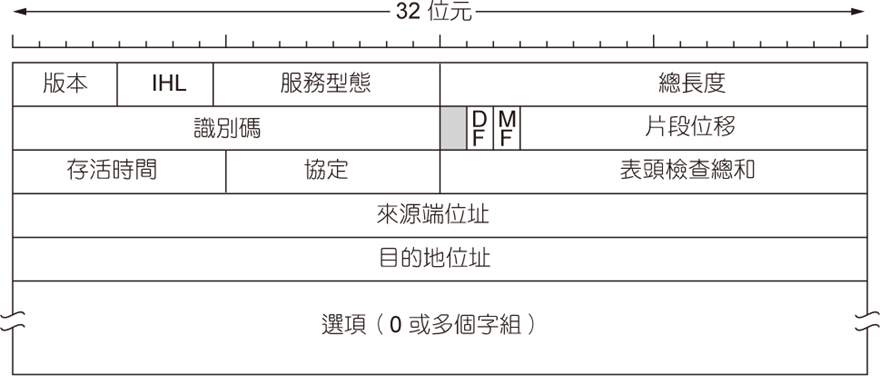 32 位元
版本 IHL 服務型態 總長度
識別碼 DF MF 片段位移
存活時間 協定 表頭檢查總和
來源端位址
目的地位址
選項（0 或多個字組）